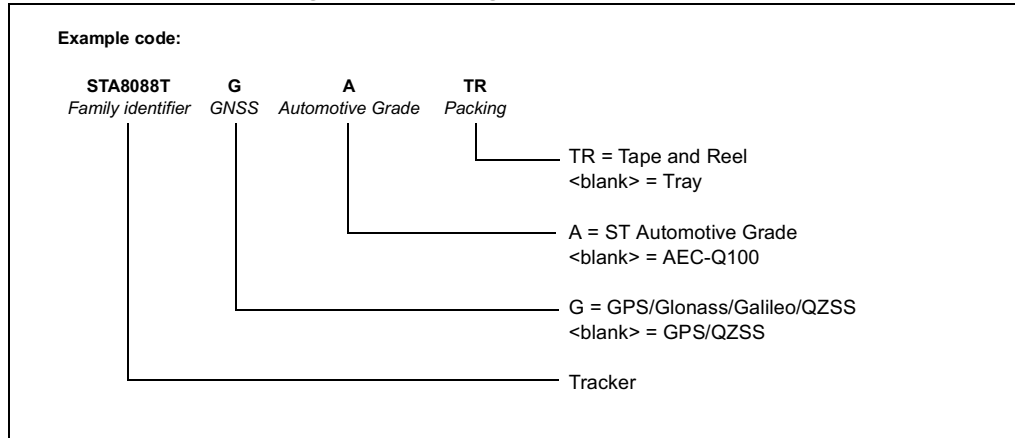 Example code:
STA8088T G A TR
Family identifier GNSS Automotive Grade Packing
TR = Tape and Reel
<blank> = Tray
A = ST Automotive Grade
<blank> = AEC-Q100
G = GPS/Glonass/Galileo/QZSS
<blank> = GPS/QZSS
Tracker